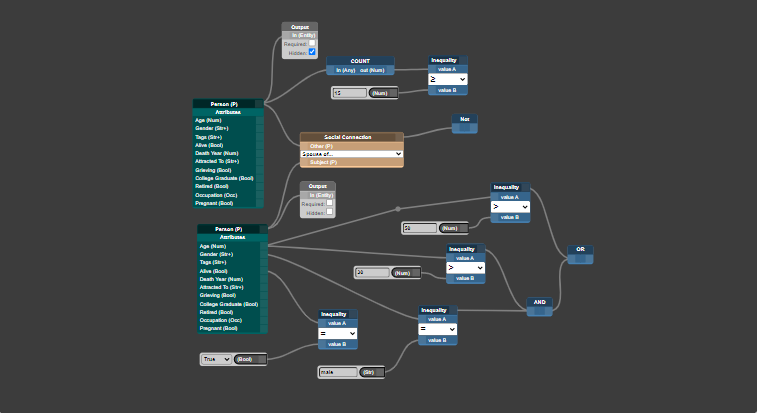 Output
In (Entity)
Required:
Hidden:
COUNT
In (Any) out (Num)
Inequality
value A
≥
value B
15
(Num)
Person (P)
Attributes
Age (Num)
Gender (Str+)
Tags (Str+)
Alive (Bool)
Death Year (Num)
Attracted To (Str+)
Grieving (Bool)
College Graduate (Bool)
Retired (Bool)
Occupation (Occ)
Pregnant (Bool)
Not
Social Connection
Other (P)
Spouse of...
Subject (P)
Output
In (Entity)
Required:
Hidden:
Inequality
value A
>
value B
50
(Num)
Person (P)
Attributes
Age (Num)
Gender (Str+)
Tags (Str+)
Alive (Bool)
Death Year (Num)
Attracted To (Str+)
Grieving (Bool)
College Graduate (Bool)
Retired (Bool)
Occupation (Occ)
Pregnant (Bool)
Inequality
value A
>
value B
(Num)
OR
AND
Inequality
value A
=
value B
Inequality
value A
=
value B
True
(Bool)
male
(Str)